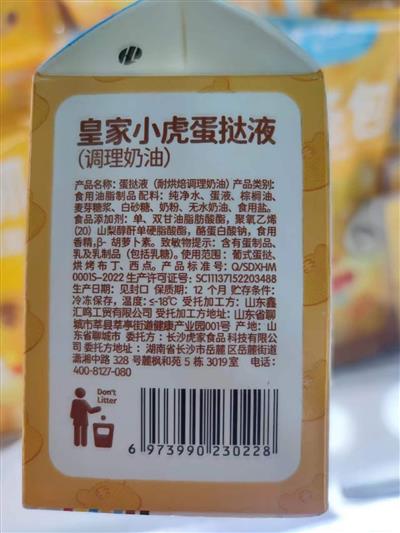 皇家小虎蛋挞液
(调理奶油)
产品名称：蛋挞液（耐烘焙调理奶油）产品类别：
食用油脂制品 配料：纯净水、蛋液、棕榈油、
麦芽糖浆、白砂糖、奶粉、无水奶油、食用盐。
食品添加剂：单、双甘油脂肪酸酯，聚氧乙烯
(20) 山梨醇酐单硬脂酸酯，酪蛋白酸钠，食用
香精，β- 胡萝卜素。致敏物提示：含有蛋制品、
乳及乳制品（包括乳糖）。使用范围：葡式蛋挞、
烘烤布丁、西点。产品标准号：Q/SDXHM
0001S-2022 生产许可证号：SC11137152203488
生产日期：见封口 保质期：12 个月 贮存条件：
冷冻保存，温度：≤-18℃ 受托加工方：山东鑫
汇鸣工贸有限公司 受托加工方地址：山东省聊
城市莘县莘亭街道健康产业园001号 产 地：山
东省聊城市 委托方：长沙虎家食品科技有限公
司 委托方地址：湖南省长沙市岳麓区岳麓街道
潇湘中路 328 号麓枫和苑 5 栋 3019室 电话：
400-8127-080
Don't
Litter
6 973990 230228
包